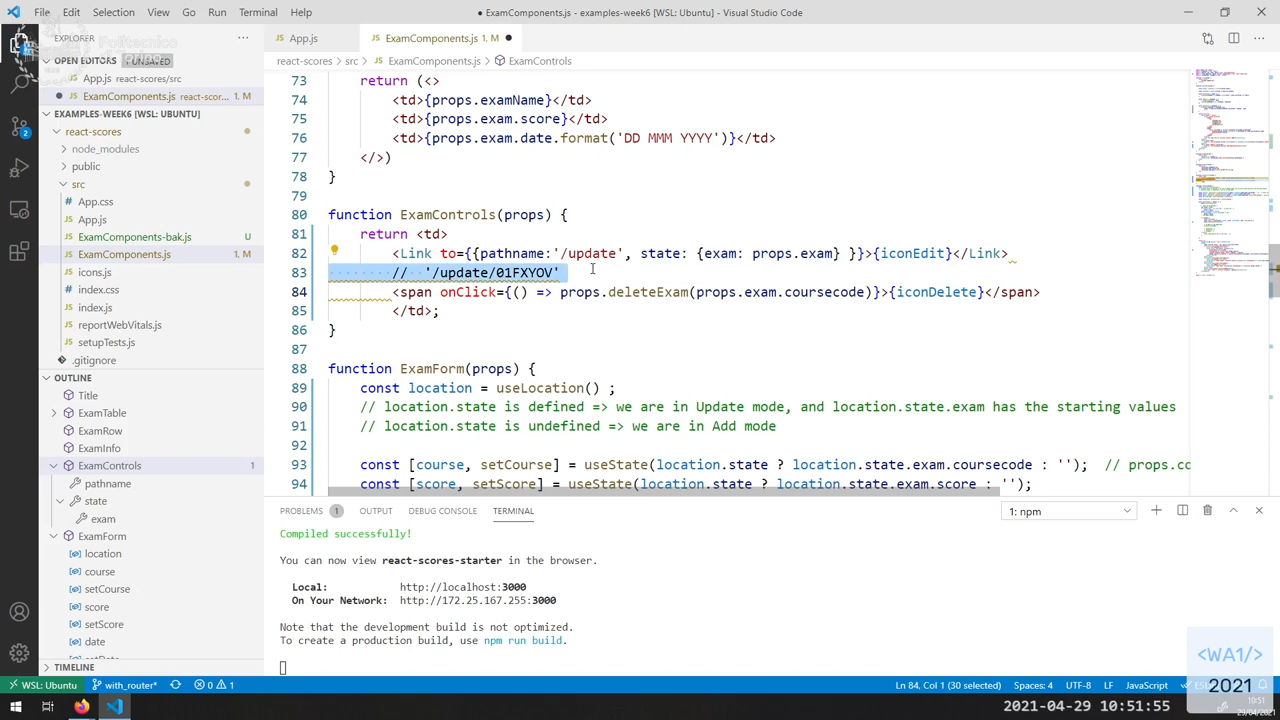 File Edit Selection View Go Run Terminal Help
● ExamComponents.js - examples-week6 [WSL: Ubuntu] - Visual Studio Code
Politecnico
EXPLORER
OPEN EDITORS 1 UNSAVED
App.js react-scores/src
ExamComponents.js react-scor... 1, M
EXAMPLES-WEEK6 [WSL: UBUNTU]
react-scores
node_modules
public
src
App.css
App.js
ExamComponents.bak.js U
ExamComponents.js 1, M
icons.js
index.css
index.js
reportWebVitals.js
setupTests.js
.gitignore
OUTLINE
Title
ExamTable
ExamRow
ExamInfo
ExamControls 1
pathname
state
exam
ExamForm
location
course
setCourse
score
setScore
date
setDate
TIMELINE
App.js
ExamComponents.js 1, M
react-scores > src > ExamComponents.js > ExamControls
73 return (<>
74 <td>{props.examName}</td>
75 <td>{props.exam.score}</td>
76 <td>{props.exam.date.format('DD MMM YYYY')}</td>
77 </>)
78 }
79
80 function ExamControls(props) {
81 return <td>
82 <Link to={{pathname:'/update', state: {exam: props.exam} }}>{iconEdit}</Link>
83 // '/update/01TXYOV'
84 <span onClick={() => props.deleteExam(props.exam.coursecode)}>{iconDelete}</span>
85 </td>;
86 }
87
88 function ExamForm(props) {
89 const location = useLocation() ;
90 // location.state is defined => we are in Update mode, and location.state.exam has the starting values
91 // location.state is undefined => we are in Add mode
92
93 const [course, setCourse] = useState(location.state ? location.state.exam.coursecode : ''); // props.co
94 const [score, setScore] = useState(location.state ? location.state.exam.score : '');
PROBLEMS 1 OUTPUT DEBUG CONSOLE TERMINAL
1: npm
Compiled successfully!
You can now view react-scores-starter in the browser.
Local: http://localhost:3000
On Your Network: http://172.25.167.255:3000
Note that the development build is not optimized.
To create a production build, use npm run build.
<WA1/>
2021
WSL: Ubuntu with_router* 0 1
Ln 84, Col 1 (30 selected) Spaces: 4 UTF-8 LF JavaScript
2021-04-29 10:51:55
10:51
29/04/2021